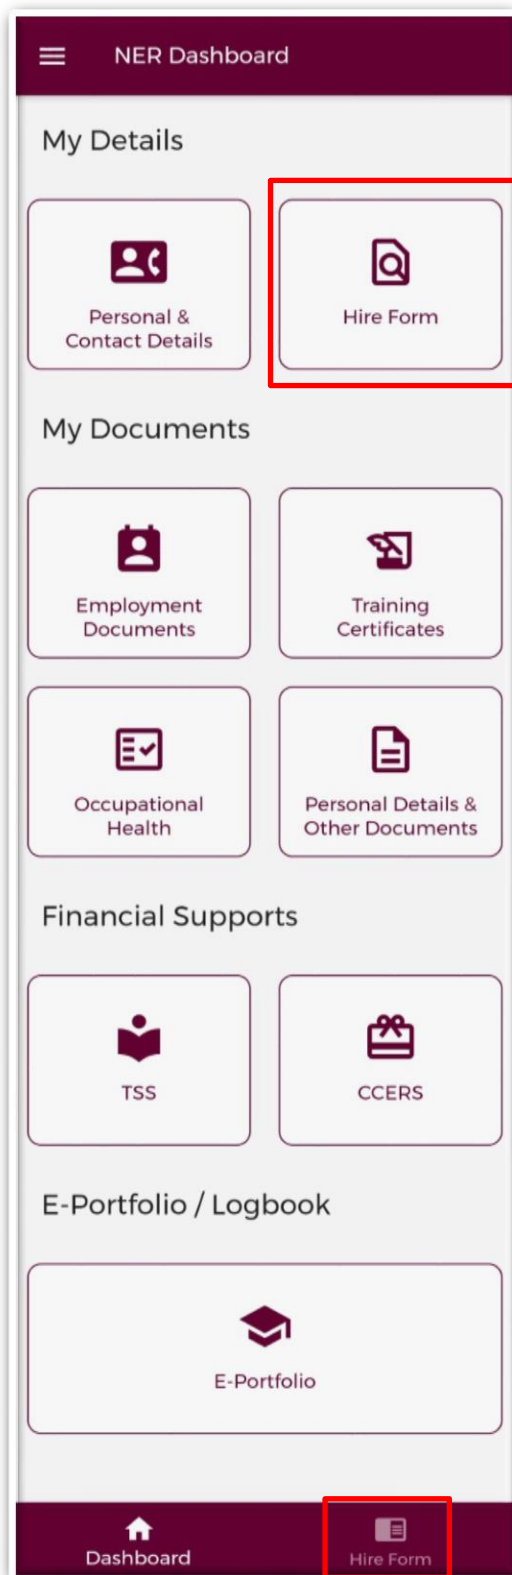 NER Dashboard
My Details
Personal &
Contact Details
Hire Form
My Documents
Employment
Documents
Training
Certificates
Occupational
Health
Personal Details &
Other Documents
Financial Supports
TSS
CCERS
E-Portfolio / Logbook
E-Portfolio
Dashboard
Hire Form